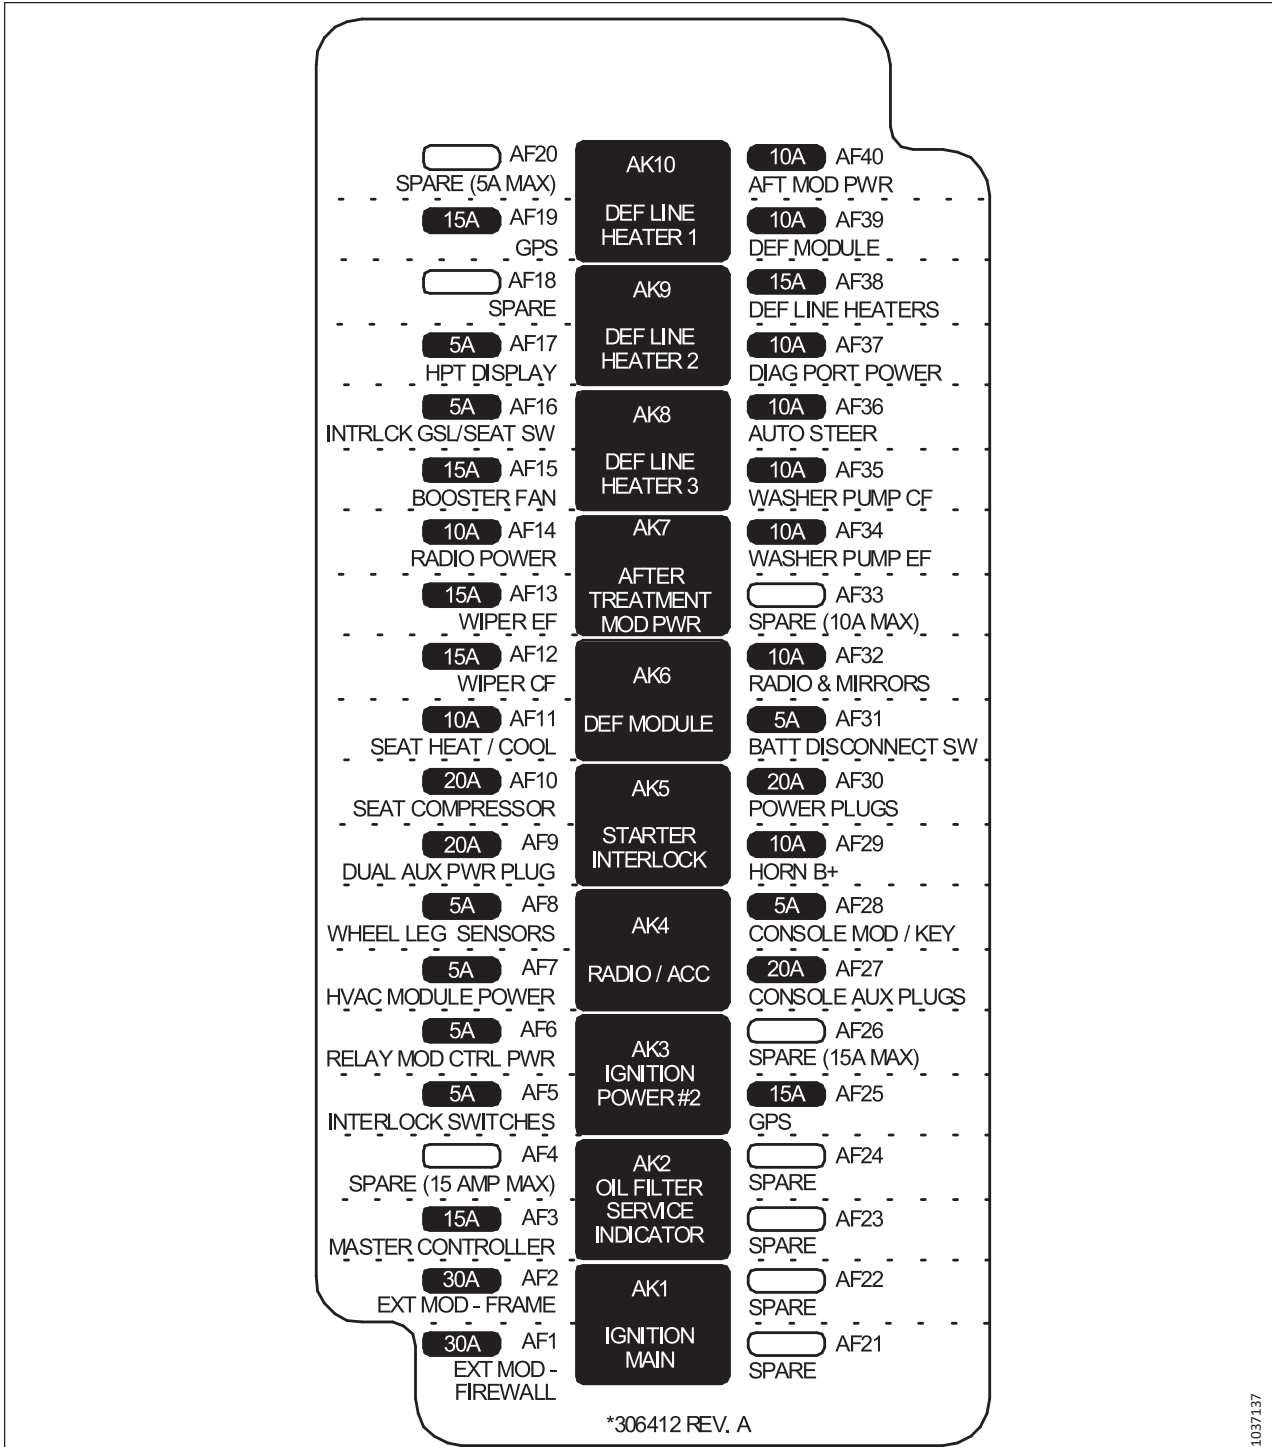 AF20
SPARE (5A MAX)
15A AF19
GPS
AF18
SPARE
5A AF17
HPT DISPLAY
5A AF16
INTRLCK GSL/SEAT SW
15A AF15
BOOSTER FAN
10A AF14
RADIO POWER
15A AF13
WIPER EF
15A AF12
WIPER CF
10A AF11
SEAT HEAT / COOL
20A AF10
SEAT COMPRESSOR
20A AF9
DUAL AUX PWR PLUG
5A AF8
WHEEL LEG SENSORS
5A AF7
HVAC MODULE POWER
5A AF6
RELAY MOD CTRL PWR
5A AF5
INTERLOCK SWITCHES
AF4
SPARE (15 AMP MAX)
15A AF3
MASTER CONTROLLER
30A AF2
EXT MOD - FRAME
30A AF1
EXT MOD -
FIREWALL
AK10
DEF LINE
HEATER 1
AK9
DEF LINE
HEATER 2
AK8
DEF LINE
HEATER 3
AK7
AFTER
TREATMENT
MOD PWR
AK6
DEF MODULE
AK5
STARTER
INTERLOCK
AK4
RADIO / ACC
AK3
IGNITION
POWER #2
AK2
OIL FILTER
SERVICE
INDICATOR
AK1
IGNITION
MAIN
10A AF40
AFT MOD PWR
10A AF39
DEF MODULE
15A AF38
DEF LINE HEATERS
10A AF37
DIAG PORT POWER
10A AF36
AUTO STEER
10A AF35
WASHER PUMP CF
10A AF34
WASHER PUMP EF
AF33
SPARE (10A MAX)
10A AF32
RADIO & MIRRORS
5A AF31
BATT DISCONNECT SW
20A AF30
POWER PLUGS
10A AF29
HORN B+
5A AF28
CONSOLE MOD / KEY
20A AF27
CONSOLE AUX PLUGS
AF26
SPARE (15A MAX)
15A AF25
GPS
AF24
SPARE
AF23
SPARE
AF22
SPARE
AF21
SPARE
*306412 REV. A
1037137